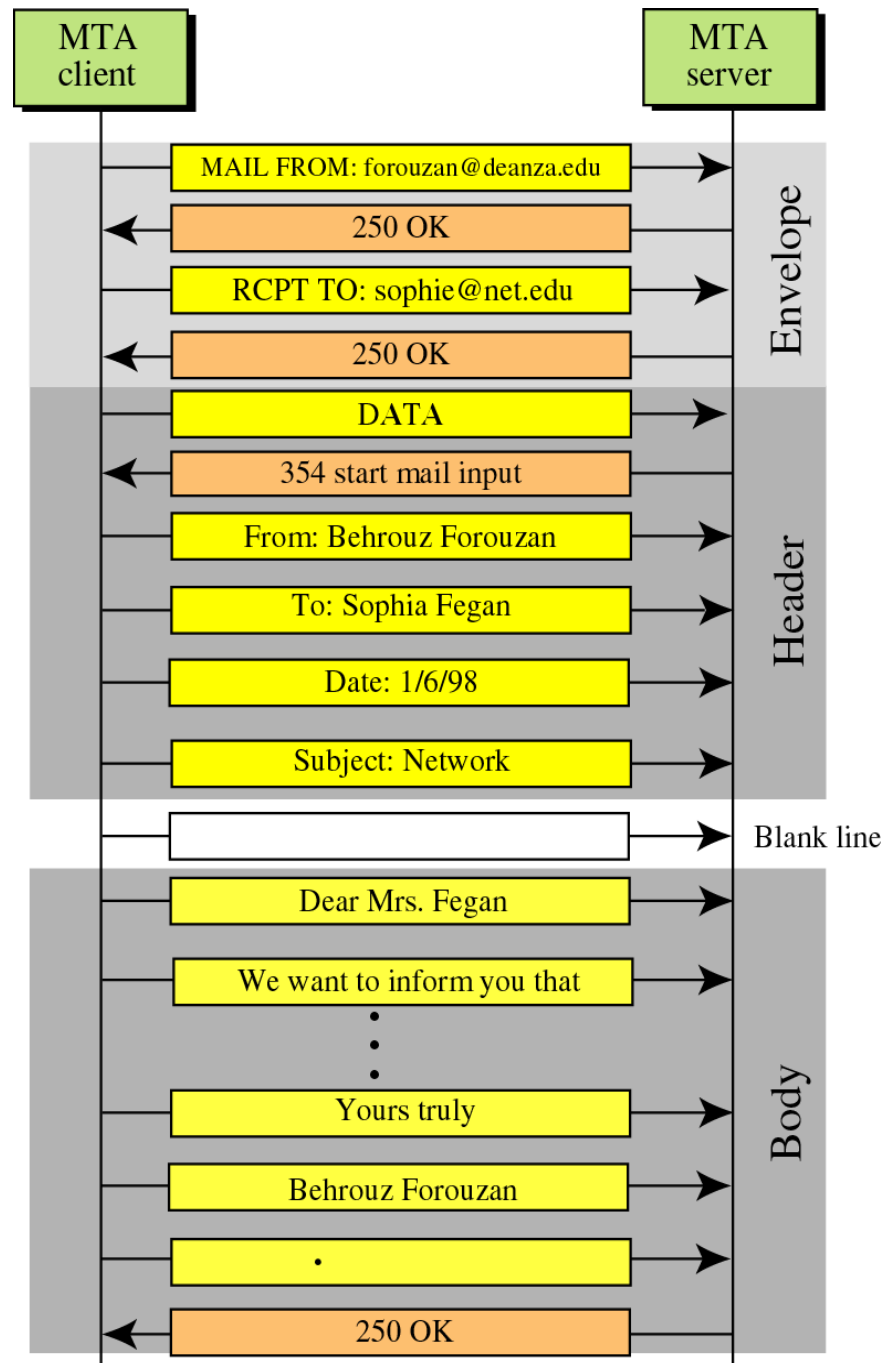 MTA
client
MTA
server
MAIL FROM: forouzan@deanza.edu
250 OK
RCPT TO: sophie@net.edu
250 OK
Envelope
DATA
354 start mail input
From: Behrouz Forouzan
To: Sophia Fegan
Date: 1/6/98
Subject: Network
Header
Blank line
Dear Mrs. Fegan
We want to inform you that
Yours truly
Behrouz Forouzan
.
250 OK
Body